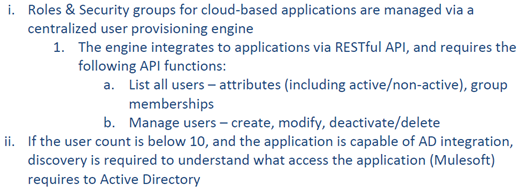 i. Roles & Security groups for cloud-based applications are managed via a
centralized user provisioning engine
1. The engine integrates to applications via RESTful API, and requires the
following API functions:
a. List all users – attributes (including active/non-active), group
memberships
b. Manage users – create, modify, deactivate/delete
ii. If the user count is below 10, and the application is capable of AD integration,
discovery is required to understand what access the application (Mulesoft)
requires to Active Directory